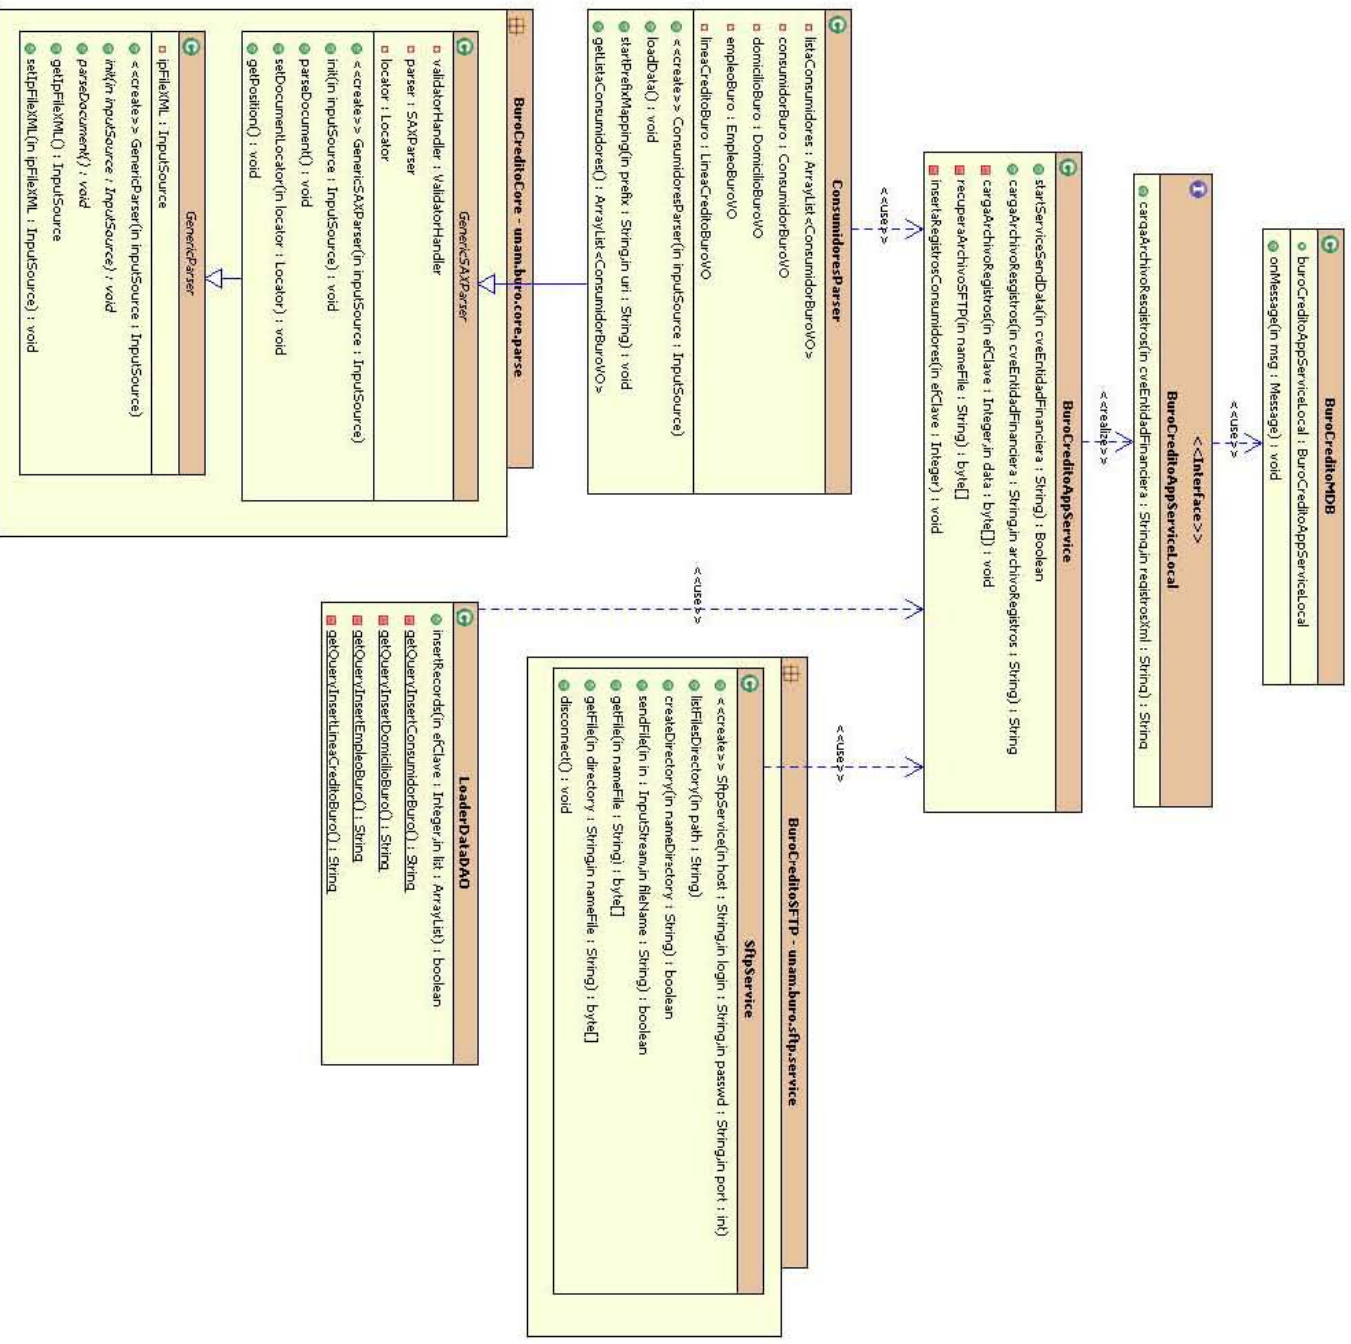 BuroCreditoMDB
buroCreditoAppServiceLocal : BuroCreditoAppServiceLocal
onMessage(in msg : Message) : void
<<use>>
<<Interface>>
BuroCreditoAppServiceLocal
cargaArchivoResgistros(in cveEntidadFinanciera : String,in registrosXml : String) : String
<<realize>>
BuroCreditoAppService
startServiceSendData(in cveEntidadFinanciera : String) : Boolean
cargaArchivoResgistros(in cveEntidadFinanciera : String,in archivoRegistros : String) : String
cargaArchivoRegistros(in efClave : Integer,in data : byte[]) : void
recuperaArchivoSFTP(in nameFile : String) : byte[]
insertaRegistrosConsumidores(in efClave : Integer) : void
<<use>>
<<use>>
<<use>>
ConsumidoresParser
listaConsumidores : ArrayList<ConsumidorBuroVO>
consumidorBuro : ConsumidorBuroVO
domicilioBuro : DomicilioBuroVO
empleoBuro : EmpleoBuroVO
lineaCreditoBuro : LineaCreditoBuroVO
<<create>> ConsumidoresParser(in inputSource : InputSource)
loadData() : void
startPrefixMapping(in prefix : String,in uri : String) : void
getListaConsumidores() : ArrayList<ConsumidorBuroVO>
BuroCreditoSFTP - unam.buro.sftp.service
SftpService
<<create>> SftpService(in host : String,in login : String,in passwd : String,in port : int)
listFilesDirectory(in path : String)
createDirectory(in nameDirectory : String) : boolean
sendFile(in in : InputStream,in fileName : String) : boolean
getFile(in nameFile : String) : byte[]
getFile(in directory : String,in nameFile : String) : byte[]
disconnect() : void
BuroCreditoCore - unam.buro.core.parse
GenericSAXParser
validatorHandler : ValidatorHandler
parser : SAXParser
locator : Locator
<<create>> GenericSAXParser(in inputSource : InputSource)
init(in inputSource : InputSource) : void
parseDocument() : void
setDocumentLocator(in locator : Locator) : void
getPosition() : void
LoaderDataDAO
insertRecords(in efClave : Integer,in list : ArrayList) : boolean
getQueryInsertConsumidorBuro() : String
getQueryInsertDomicilioBuro() : String
getQueryInsertEmpleoBuro() : String
getQueryInsertLineaCreditoBuro() : String
GenericParser
ipFileXML : InputSource
<<create>> GenericParser(in inputSource : InputSource)
init(in inputSource : InputSource) : void
parseDocument() : void
getIpFileXML() : InputSource
setIpFileXML(in ipFileXML : InputSource) : void